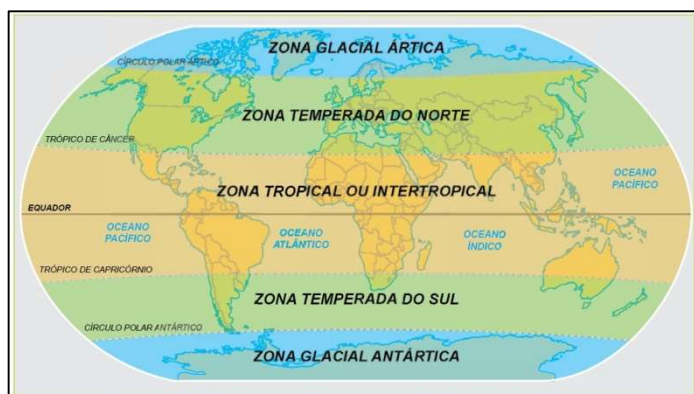 ZONA GLACIAL ÁRTICA
CÍRCULO POLAR ÁRTICO
ZONA TEMPERADA DO NORTE
TRÓPICO DE CÂNCER
OCEANO
PACÍFICO
ZONA TROPICAL OU INTERTROPICAL
EQUADOR
OCEANO
PACÍFICO
OCEANO
ATLÂNTICO
OCEANO
ÍNDICO
TRÓPICO DE CAPRICÓRNIO
ZONA TEMPERADA DO SUL
CÍRCULO POLAR ANTÁRTICO
ZONA GLACIAL ANTÁRTICA